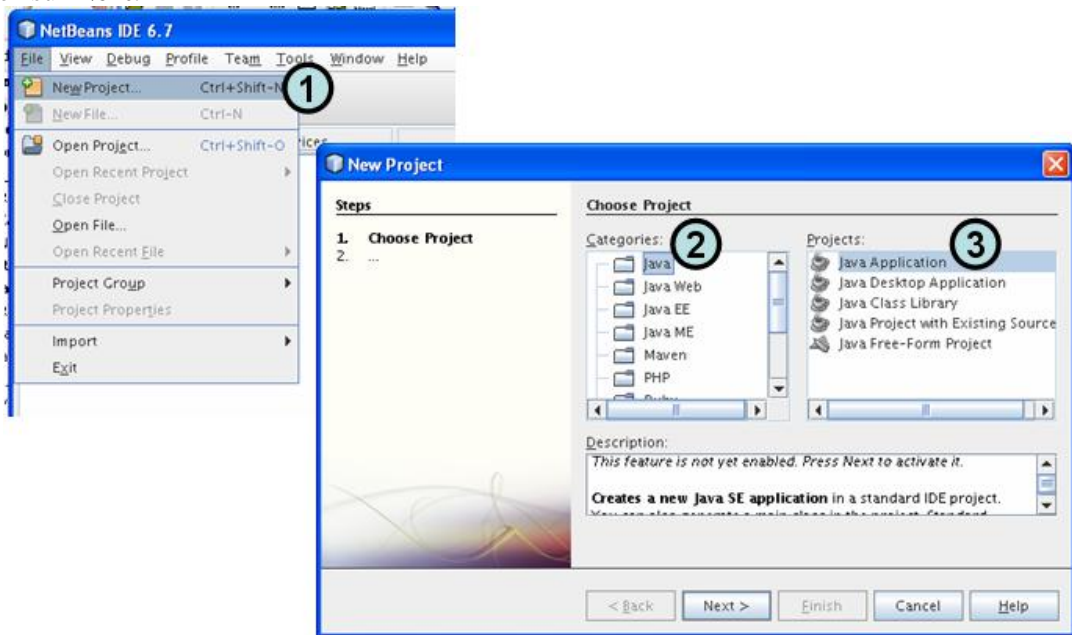 NetBeans IDE 6.7
File View Debug Profile Team Tools Window Help
New Project... Ctrl+Shift-N
1
New File... Ctrl-N
Open Project... Ctrl+Shift-O
Open Recent Project
Close Project
Open File...
Open Recent File
Project Group
Project Properties
Import
Exit
New Project
Steps
1. Choose Project
2. ...
Choose Project
Categories:
2
Java
Java Web
Java EE
Java ME
Maven
PHP
Projects:
3
Java Application
Java Desktop Application
Java Class Library
Java Project with Existing Source
Java Free-Form Project
Description:
This feature is not yet enabled. Press Next to activate it.
Creates a new Java SE application in a standard IDE project.
< Back Next > Finish Cancel Help